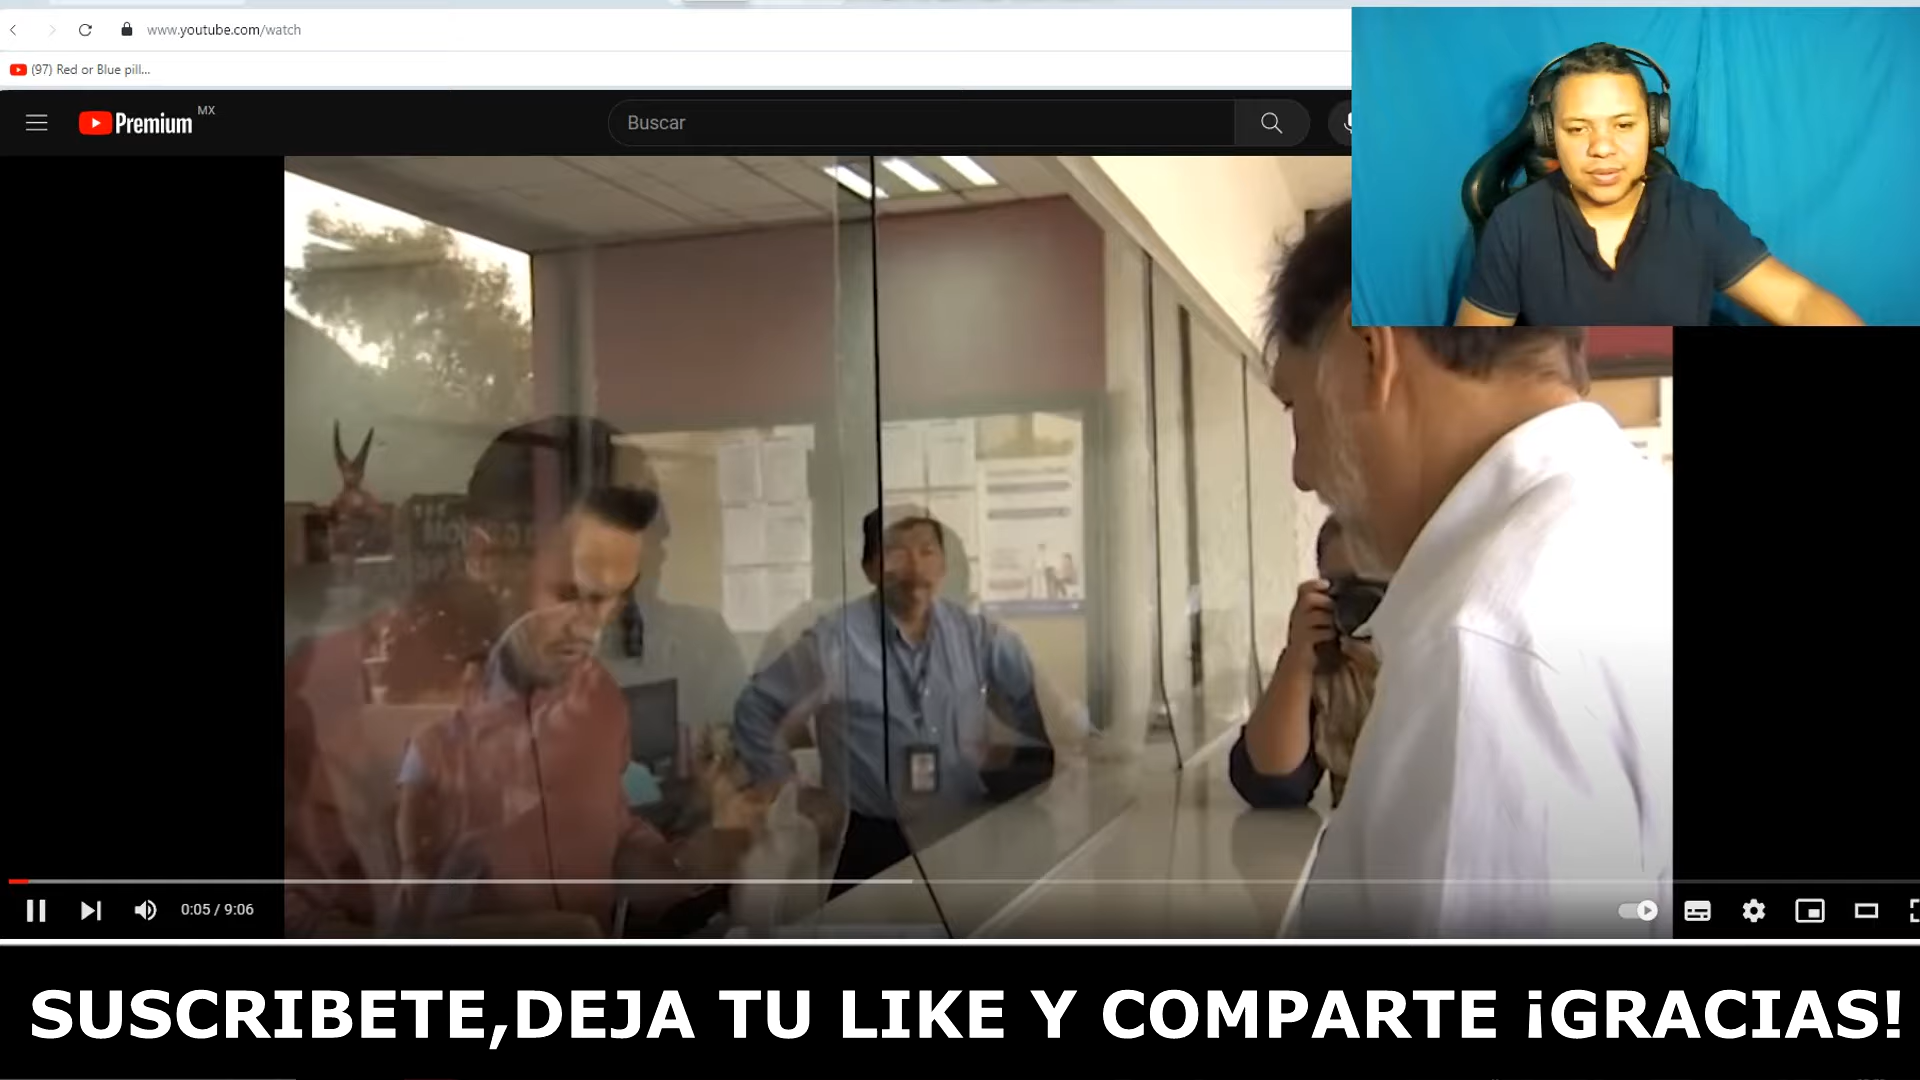 www.youtube.com/watch
(97) Red or Blue pill...
Premium MX
Buscar
0:05 / 9:06
SUSCRIBETE,DEJA TU LIKE Y COMPARTE ¡GRACIAS!